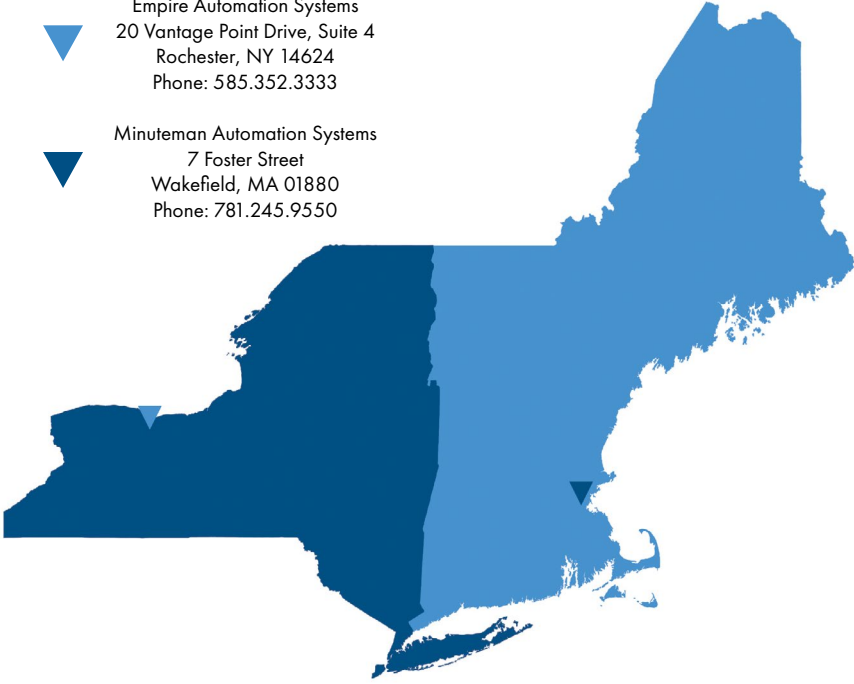 Empire Automation Systems
20 Vantage Point Drive, Suite 4
Rochester, NY 14624
Phone: 585.352.3333
Minuteman Automation Systems
7 Foster Street
Wakefield, MA 01880
Phone: 781.245.9550